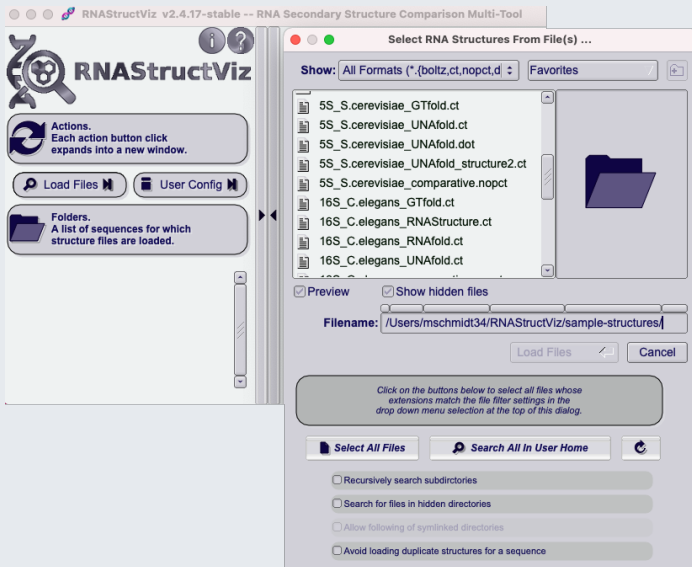 RNAStructViz v2.4.17-stable -- RNA Secondary Structure Comparison Multi-Tool
RNAStructViz
Actions.
Each action button click
expands into a new window.
Load Files
User Config
Folders.
A list of sequences for which
structure files are loaded.
Select RNA Structures From File(s) ...
Show:
All Formats (*.{boltz,ct,nopct,d
Favorites
5S_S.cerevisiae_GTfold.ct
5S_S.cerevisiae_UNAfold.ct
5S_S.cerevisiae_UNAfold.dot
5S_S.cerevisiae_UNAfold_structure2.ct
5S_S.cerevisiae_comparative.nopct
16S_C.elegans_GTfold.ct
16S_C.elegans_RNAStructure.ct
16S_C.elegans_RNAfold.ct
16S_C.elegans_UNAfold.ct
Preview
Show hidden files
Filename:
/Users/mschmidt34/RNAStructViz/sample-structures/
Load Files
Cancel
Click on the buttons below to select all files whose
extensions match the file filter settings in the
drop down menu selection at the top of this dialog.
Select All Files
Search All In User Home
Recursively search subdirctories
Search for files in hidden directories
Allow following of symlinked directories
Avoid loading duplicate structures for a sequence